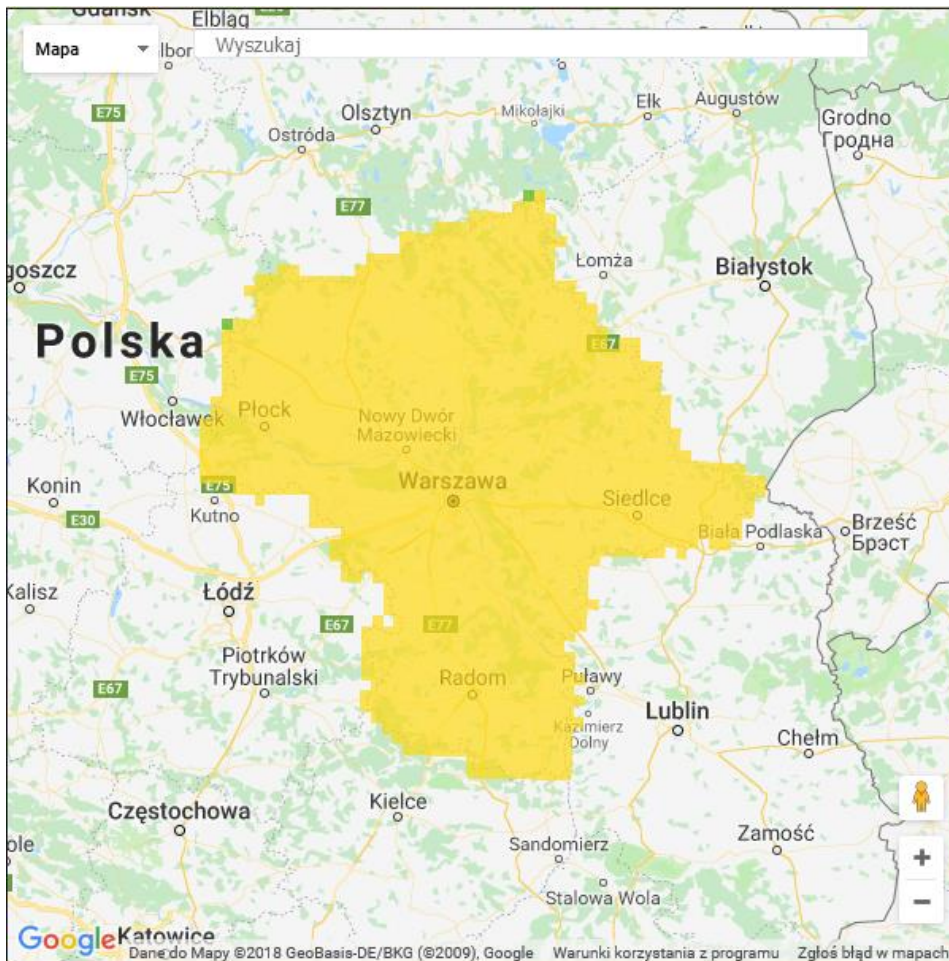 Gdańsk
Elbląg
Mapa
Wyszukaj
Olsztyn
Mikołajki
Ełk
Augustów
E75
Ostróda
Grodno
Гродна
E77
Łomża
Białystok
goszcz
Polska
E67
E75
Włocławek
Płock
Nowy Dwór
Mazowiecki
Konin
E75
Warszawa
Siedlce
Kutno
E30
Biała Podlaska
Brześć
Брэст
Kalisz
Łódź
E67
E77
Piotrków
Trybunalski
E67
Radom
Puławy
Kazimierz
Dolny
Lublin
Chełm
Częstochowa
Kielce
Zamość
Sandomierz
Stalowa Wola
ole
+
−
Google
Katowice
Dane do Mapy ©2018 GeoBasis-DE/BKG (©2009), Google
Warunki korzystania z programu
Zgłoś błąd w mapach